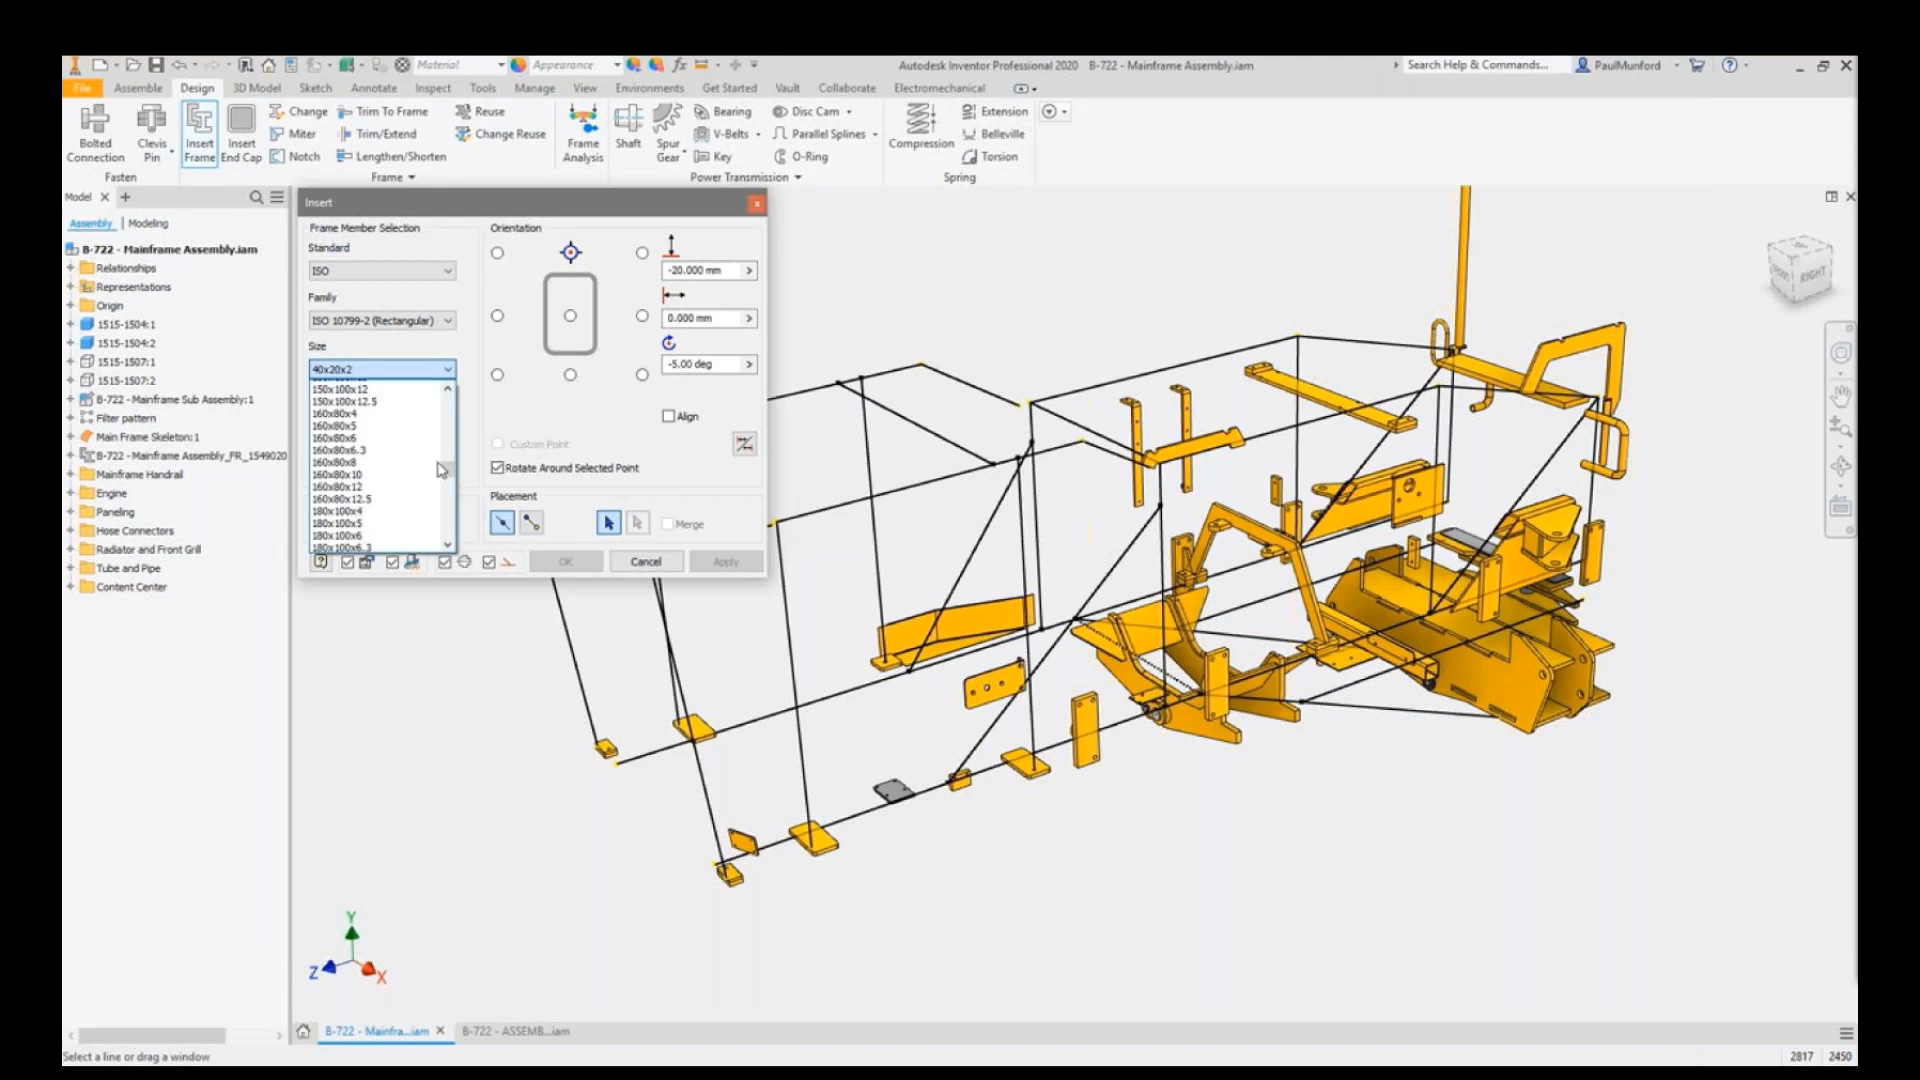 Material
Appearance
Autodesk Inventor Professional 2020 B-722 - Mainframe Assembly.iam
Search Help & Commands...
PaulMunford
File Assemble Design 3D Model Sketch Annotate Inspect Tools Manage View Environments Get Started Vault Collaborate Electromechanical
Bolted Connection
Clevis Pin
Insert Frame
Insert End Cap
Change
Miter
Notch
Trim To Frame
Trim/Extend
Lengthen/Shorten
Reuse
Change Reuse
Frame Analysis
Shaft
Spur Gear
Bearing
V-Belts
Key
Disc Cam
Parallel Splines
O-Ring
Compression
Extension
Belleville
Torsion
Fasten
Frame
Power Transmission
Spring
Model
Assembly Modeling
B-722 - Mainframe Assembly.iam
Relationships
Representations
Origin
1515-1504:1
1515-1504:2
1515-1507:1
1515-1507:2
B-722 - Mainframe Sub Assembly:1
Filter pattern
Main Frame Skeleton:1
B-722 - Mainframe Assembly_FR_1549020
Mainframe Handrail
Engine
Paneling
Hose Connectors
Radiator and Front Grill
Tube and Pipe
Content Center
Insert
Frame Member Selection
Standard
ISO
Family
ISO 10799-2 (Rectangular)
Size
40x20x2
150x100x12
150x100x12.5
160x80x4
160x80x5
160x80x6
160x80x6.3
160x80x8
160x80x10
160x80x12
160x80x12.5
180x100x4
180x100x5
180x100x6
180x100x6.3
Orientation
-20.000 mm
0.000 mm
-5.00 deg
Align
Custom Point
Rotate Around Selected Point
Placement
Merge
OK
Cancel
Apply
RIGHT
Y
Z
X
B-722 - Mainfra...iam
B-722 - ASSEMB...iam
Select a line or drag a window
2817 2450